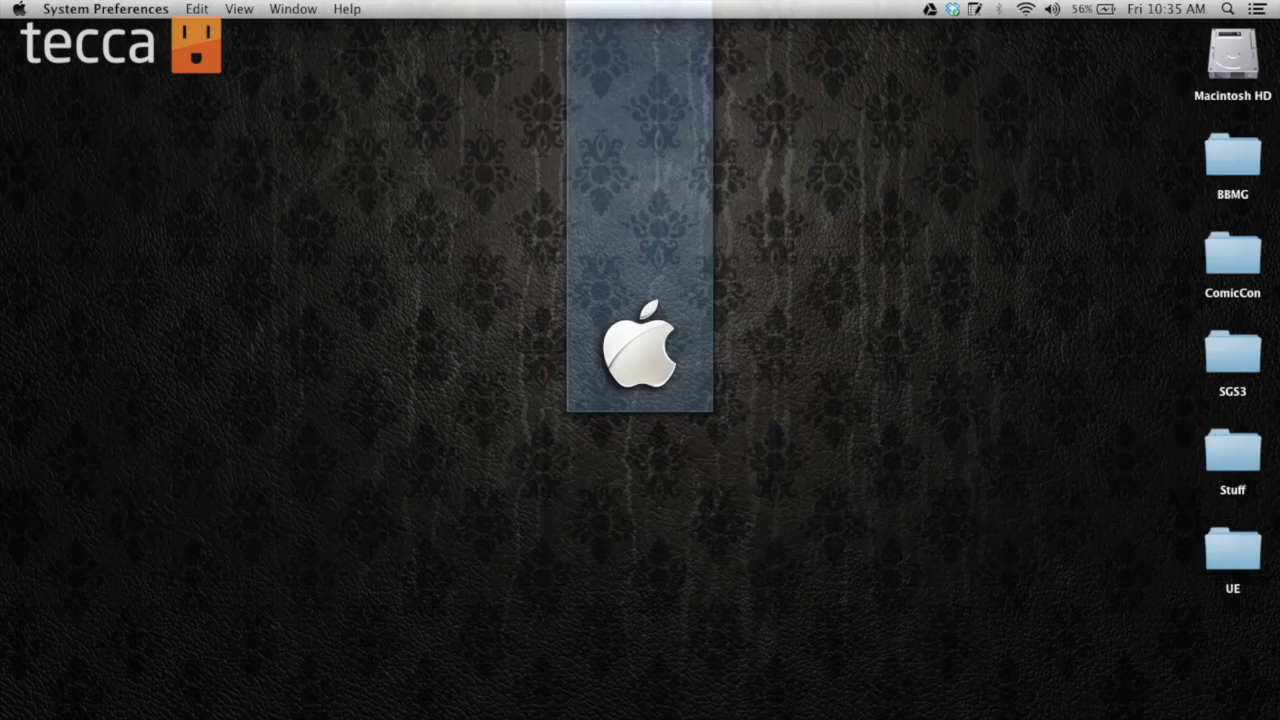 System Preferences Edit View Window Help 56% Fri 10:35 AM
tecca
Macintosh HD
BBMG
ComicCon
SGS3
Stuff
UE